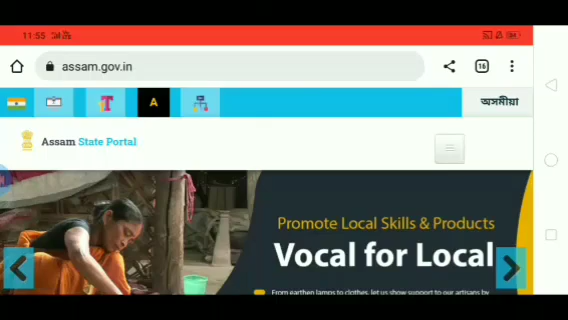 11:55
assam.gov.in
16
T
A
অসমীয়া
Assam State Portal
Promote Local Skills & Products
Vocal for Local
From earthen lamps to clothes, let us show support to our artisans by